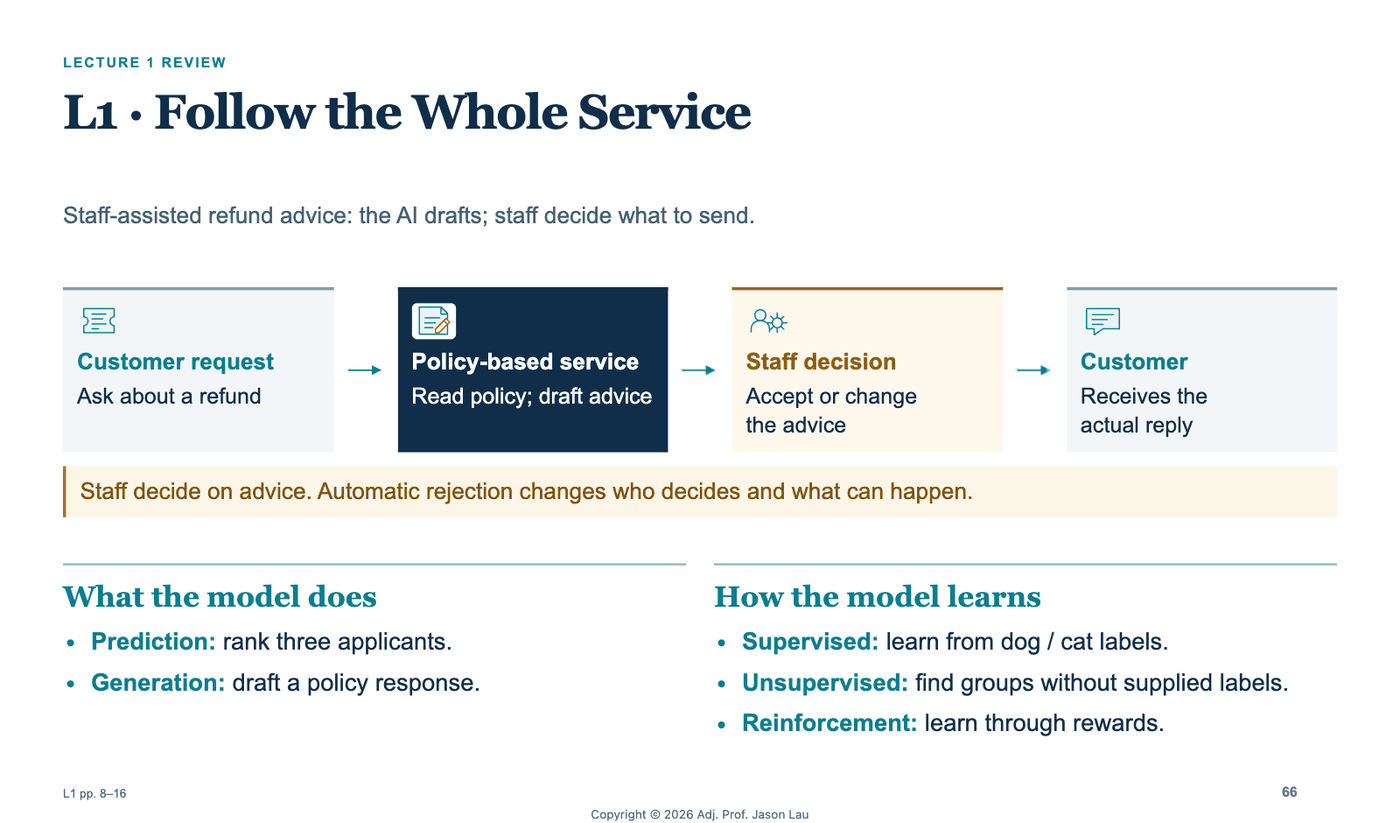 LECTURE 1 REVIEW
L1 · Follow the Whole Service
Staff-assisted refund advice: the AI drafts; staff decide what to send.
Customer request
Ask about a refund
Policy-based service
Read policy; draft advice
Staff decision
Accept or change
the advice
Customer
Receives the
actual reply
Staff decide on advice. Automatic rejection changes who decides and what can happen.
What the model does
• Prediction: rank three applicants.
• Generation: draft a policy response.
How the model learns
• Supervised: learn from dog / cat labels.
• Unsupervised: find groups without supplied labels.
• Reinforcement: learn through rewards.
L1 pp. 8–16
66
Copyright © 2026 Adj. Prof. Jason Lau